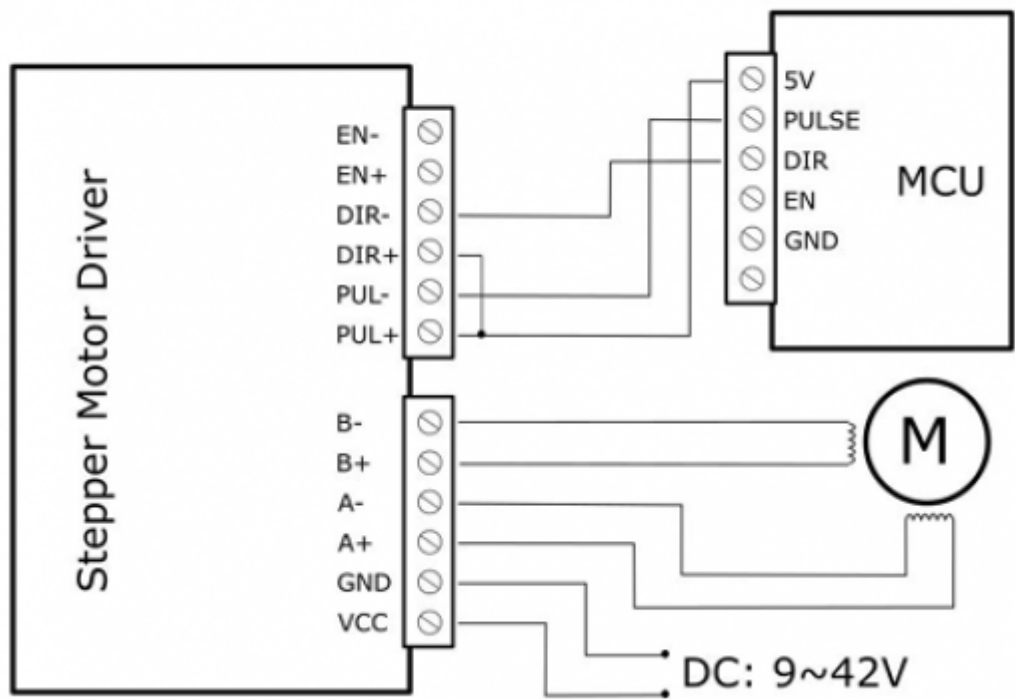 Stepper Motor Driver
EN-
EN+
DIR-
DIR+
PUL-
PUL+
B-
B+
A-
A+
GND
VCC
5V
PULSE
DIR
EN
GND
MCU
M
DC: 9~42V